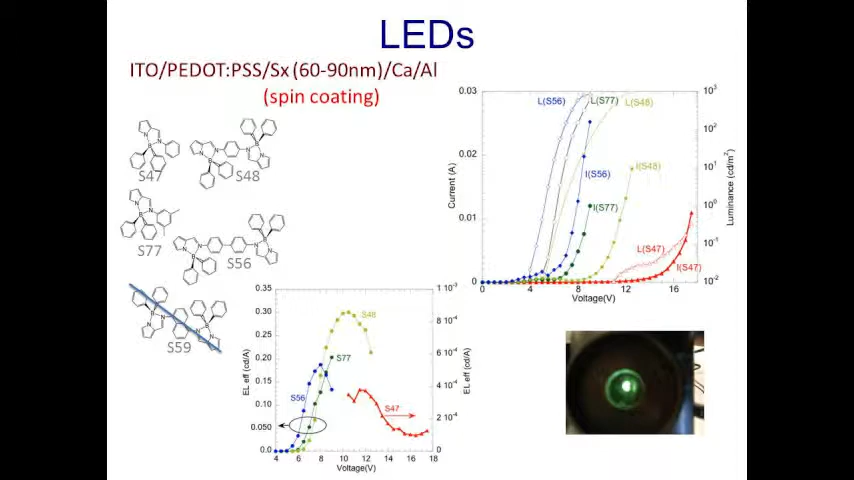 LEDs
ITO/PEDOT:PSS/Sx (60-90nm)/Ca/Al
(spin coating)
S47
S48
S77
S56
S59
0.03
0.02
0.01
0
Current (A)
L(S56)
L(S77)
L(S48)
I(S56)
I(S48)
I(S77)
L(S47)
I(S47)
10³
10²
10¹
10⁰
10⁻¹
10⁻²
Luminance (cd/m²)
0 4 8 12 16
Voltage(V)
0.35
0.30
0.25
0.20
0.15
0.10
0.050
0.0
EL eff (cd/A)
S48
S77
S56
S47
1 10⁻³
8 10⁻⁴
6 10⁻⁴
4 10⁻⁴
2 10⁻⁴
0
EL eff (cd/A)
4 6 8 10 12 14 16 18
Voltage(V)